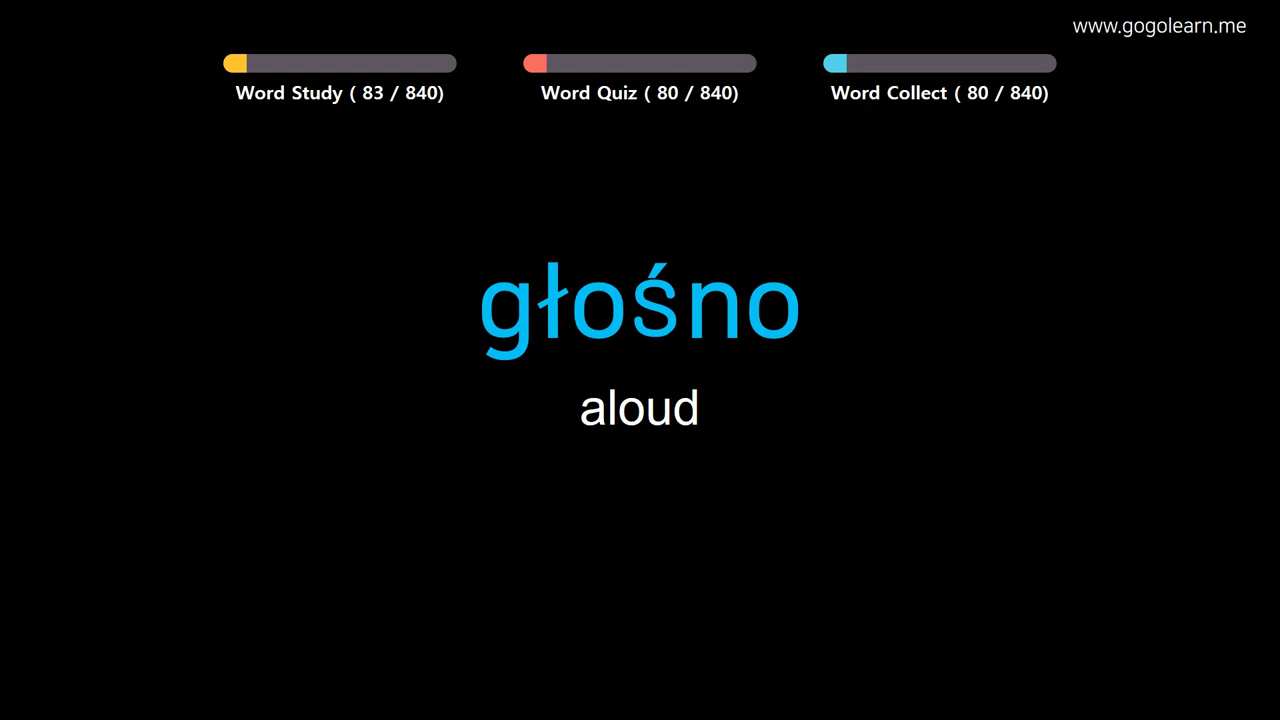 www.gogolearn.me
Word Study ( 83 / 840)
Word Quiz ( 80 / 840)
Word Collect ( 80 / 840)
głośno
aloud